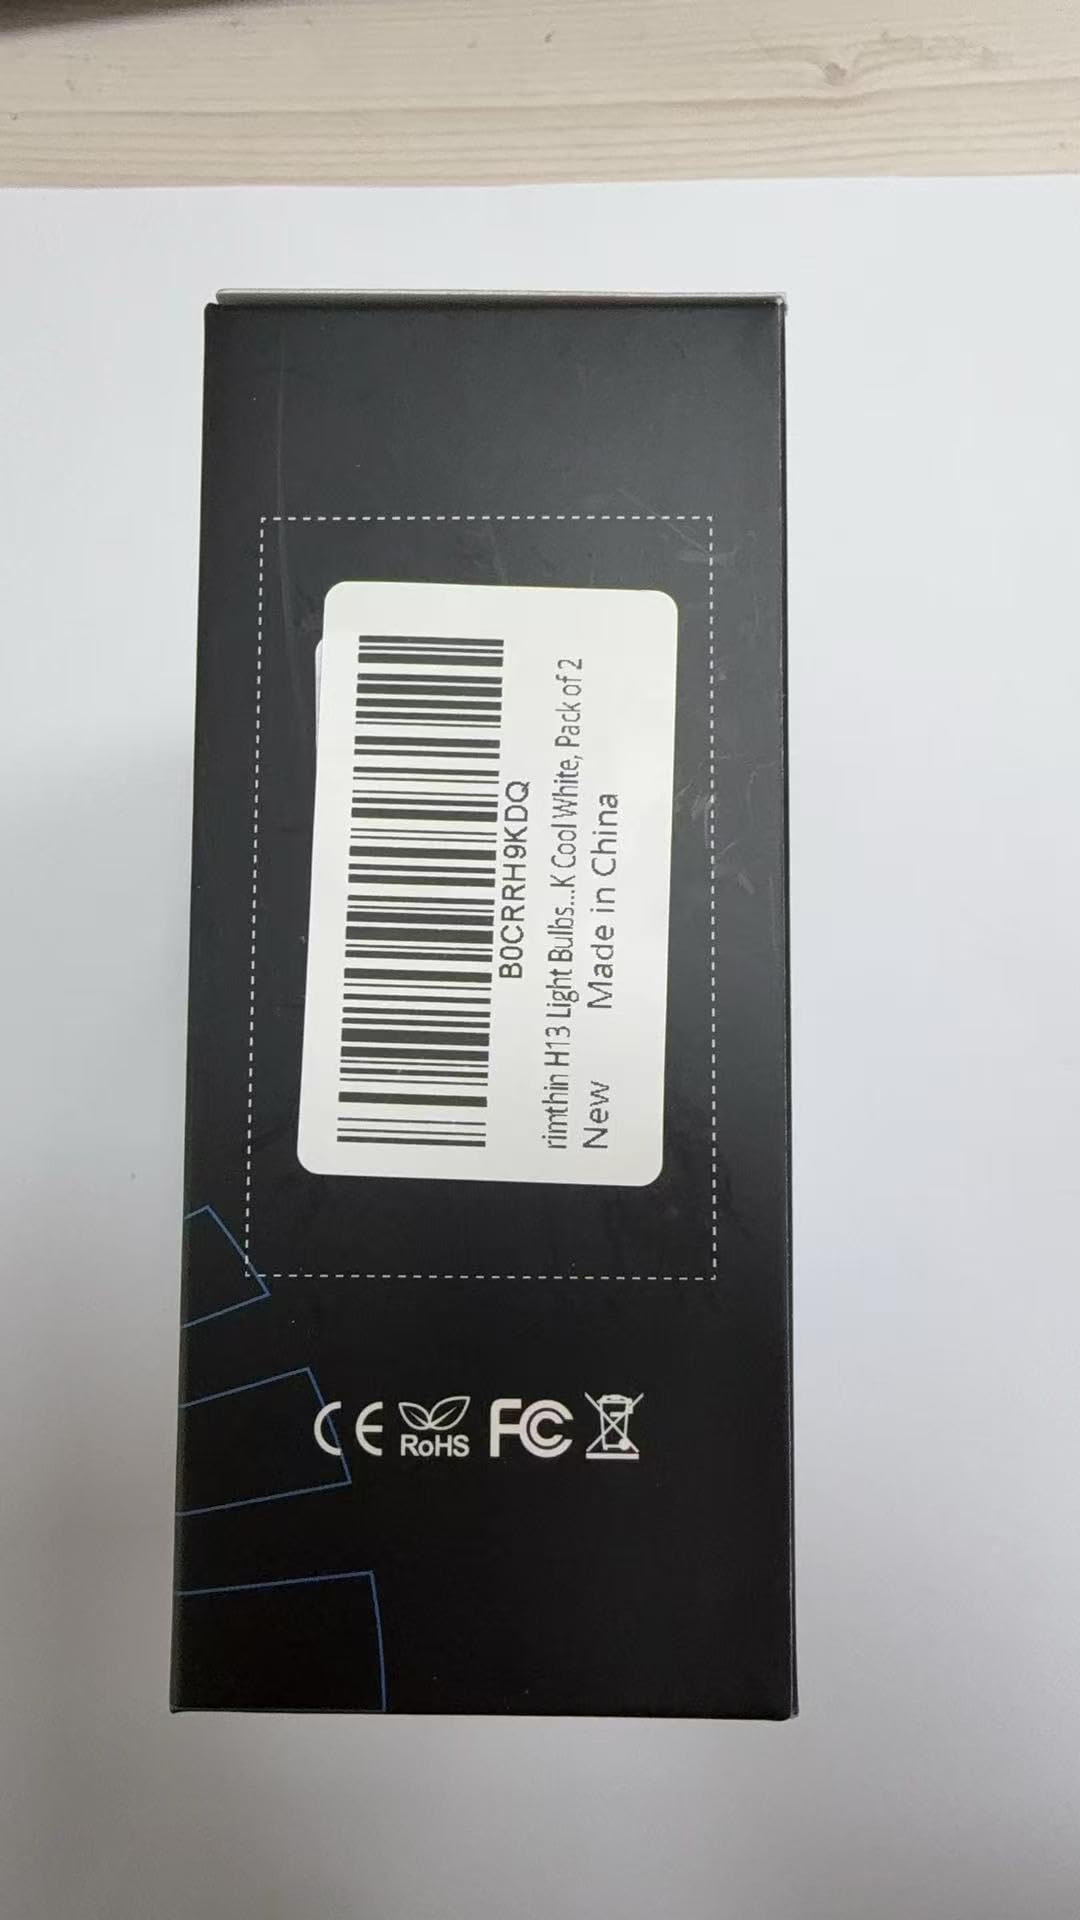 B0CRRH9KDQ
rimthin H13 Light Bulbs...K Cool White, Pack of 2
New Made in China
CE RoHS FC